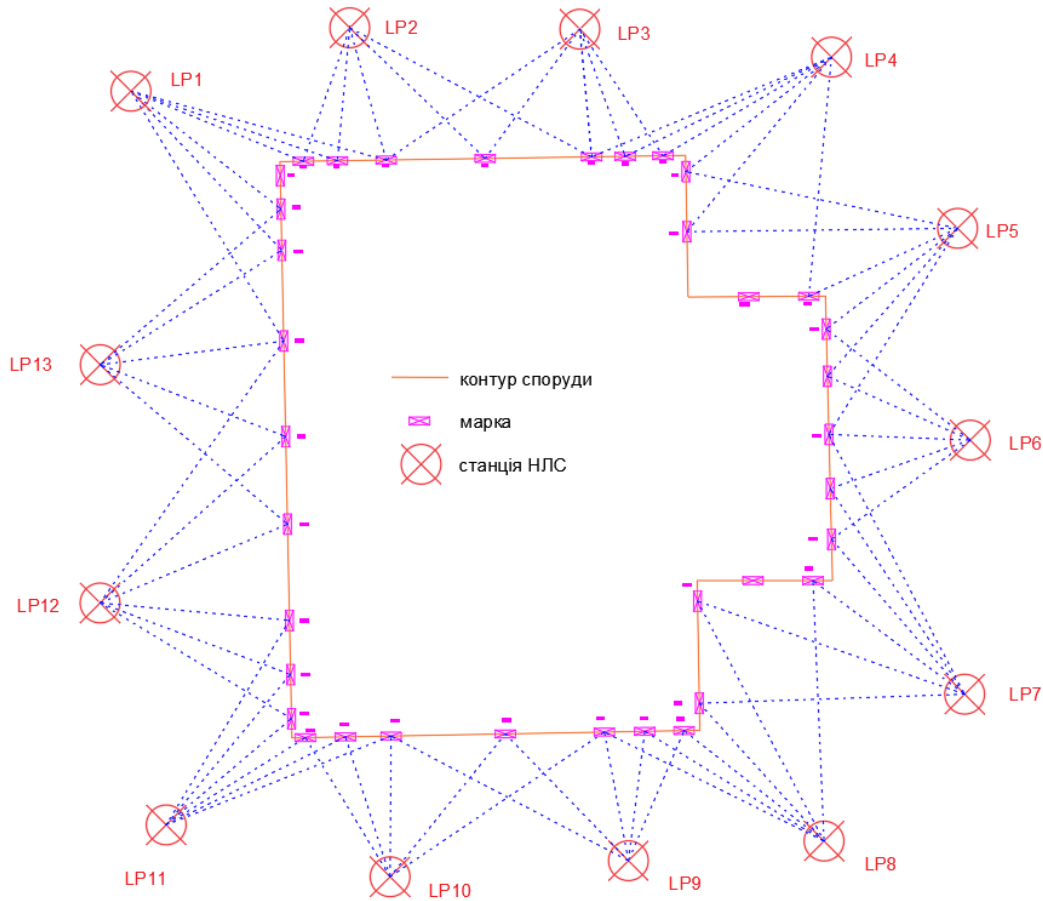 LP1
LP2
LP3
LP4
LP5
LP13
контур споруди
марка
станція НЛС
LP6
LP12
LP7
LP11
LP10
LP9
LP8